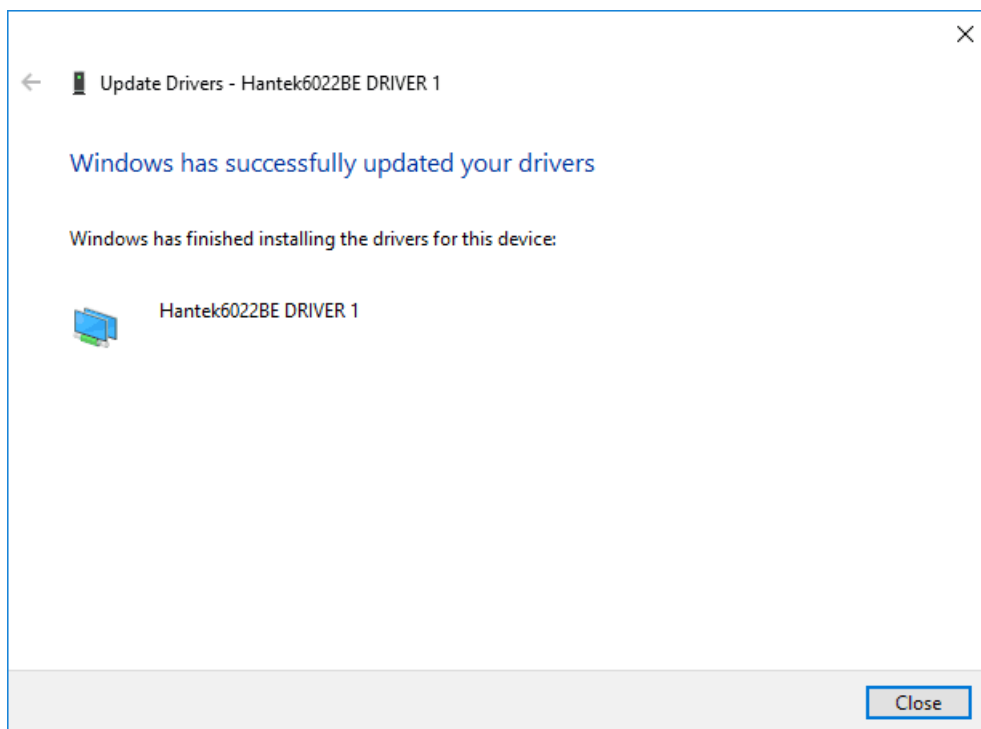 Update Drivers - Hantek6022BE DRIVER 1
Windows has successfully updated your drivers
Windows has finished installing the drivers for this device:
Hantek6022BE DRIVER 1
Close